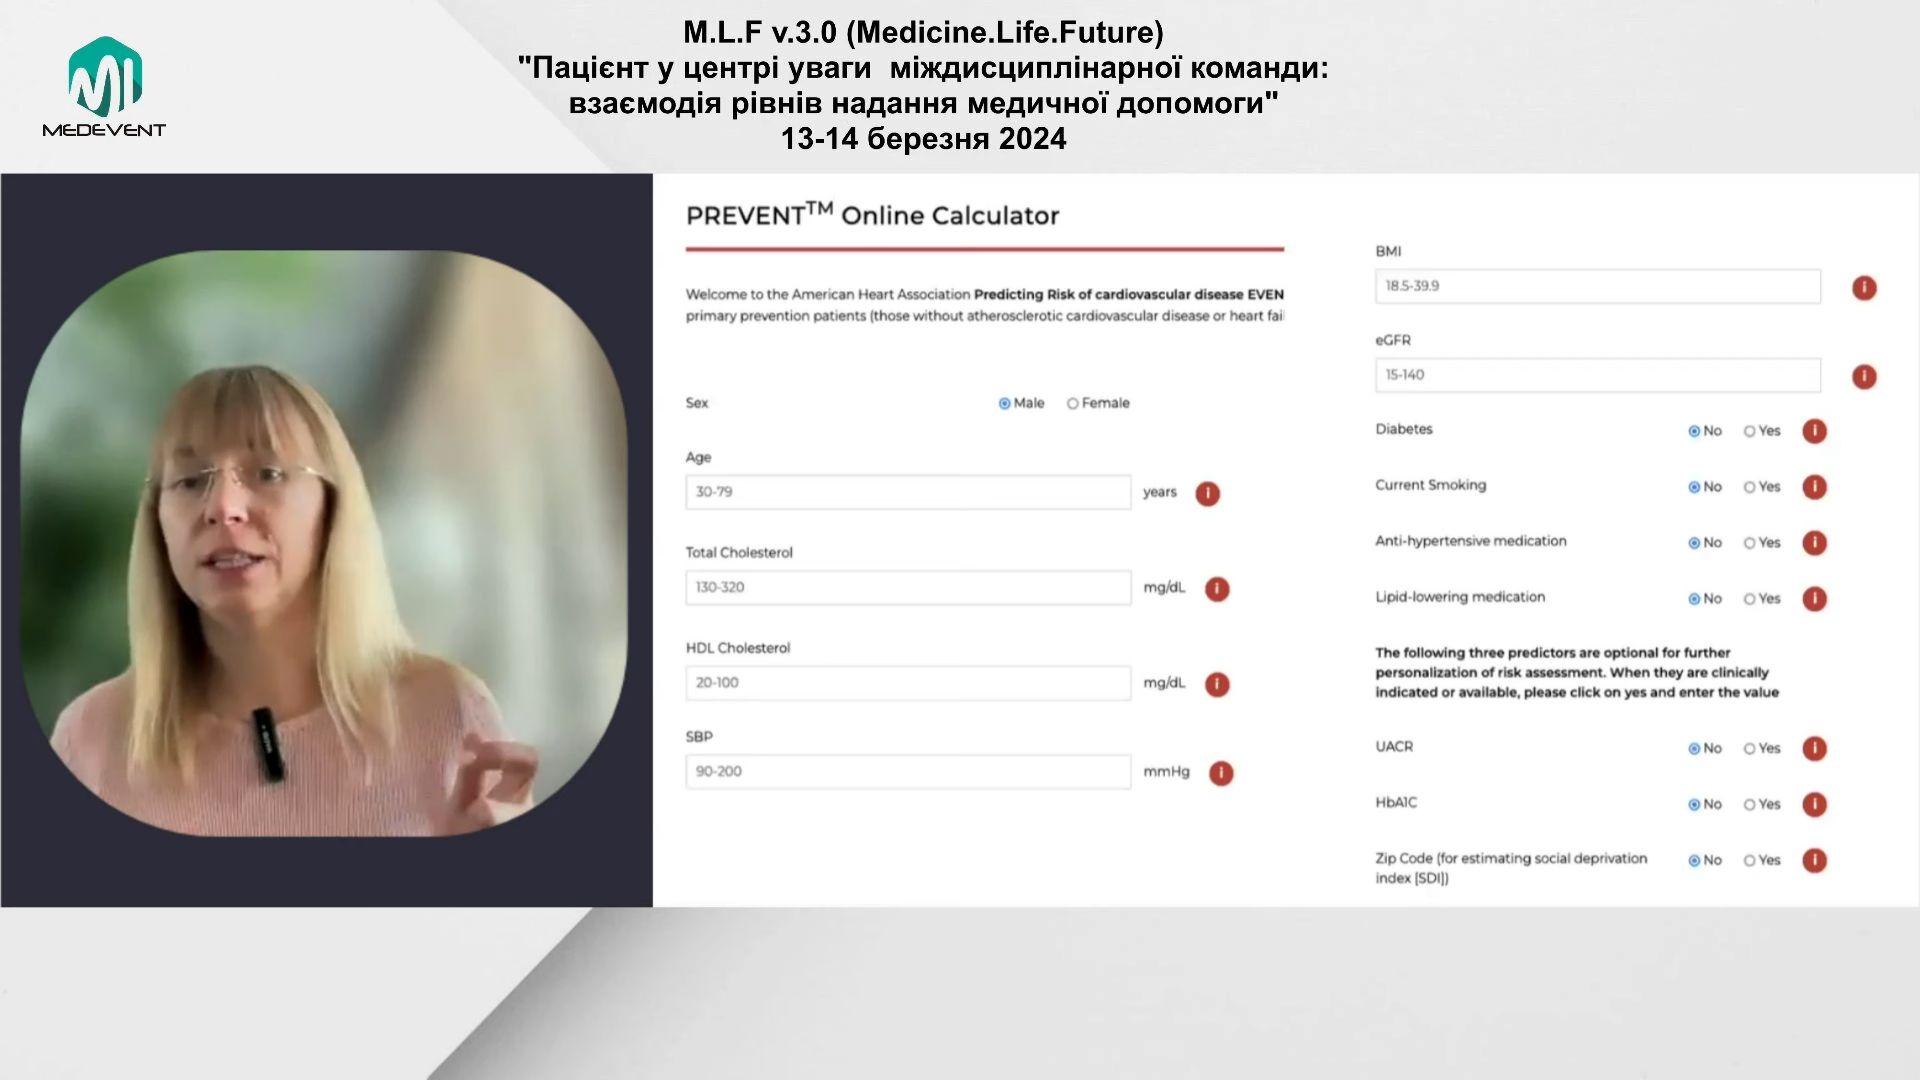 M.L.F v.3.0 (Medicine.Life.Future)
"Пацієнт у центрі уваги міждисциплінарної команди:
взаємодія рівнів надання медичної допомоги"
13-14 березня 2024
MEDEVENT
PREVENT™ Online Calculator
Welcome to the American Heart Association Predicting Risk of cardiovascular disease EVEN
primary prevention patients (those without atherosclerotic cardiovascular disease or heart fai
Sex Male Female
Age
30-79 years
Total Cholesterol
130-320 mg/dL
HDL Cholesterol
20-100 mg/dL
SBP
90-200 mmHg
BMI
18.5-39.9
eGFR
15-140
Diabetes No Yes
Current Smoking No Yes
Anti-hypertensive medication No Yes
Lipid-lowering medication No Yes
The following three predictors are optional for further
personalization of risk assessment. When they are clinically
indicated or available, please click on yes and enter the value
UACR No Yes
HbA1C No Yes
Zip Code (for estimating social deprivation No Yes
index [SDI])